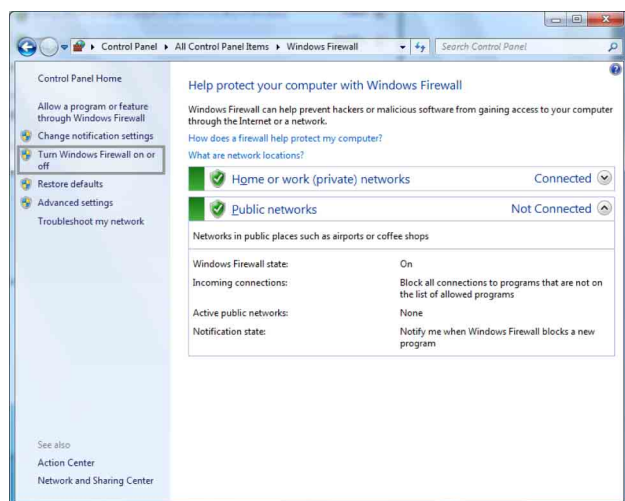 Control Panel ▸ All Control Panel Items ▸ Windows Firewall
Search Control Panel
Control Panel Home
Allow a program or feature
through Windows Firewall
Change notification settings
Turn Windows Firewall on or
off
Restore defaults
Advanced settings
Troubleshoot my network
See also
Action Center
Network and Sharing Center
Help protect your computer with Windows Firewall
Windows Firewall can help prevent hackers or malicious software from gaining access to your computer
through the Internet or a network.
How does a firewall help protect my computer?
What are network locations?
Home or work (private) networks Connected
Public networks Not Connected
Networks in public places such as airports or coffee shops
Windows Firewall state: On
Incoming connections: Block all connections to programs that are not on
the list of allowed programs
Active public networks: None
Notification state: Notify me when Windows Firewall blocks a new
program